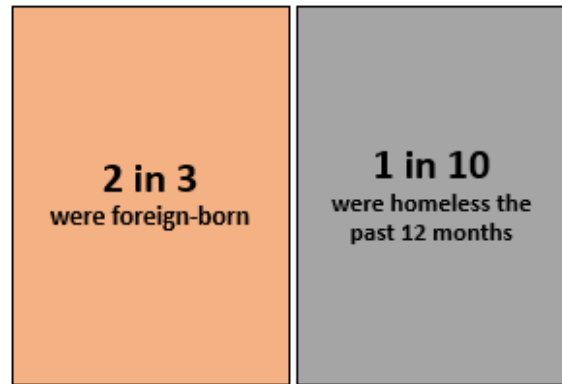 2 in 3
were foreign-born
1 in 10
were homeless the
past 12 months